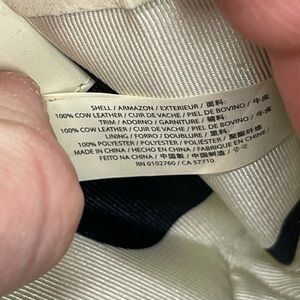 SHELL / ARMAZON / EXTERIEUR / 面料:
100% COW LEATHER / CUIR DE VACHE / PIEL DE BOVINO / 牛皮
TRIM / ADORNO / GARNITURE / 辅料:
100% COW LEATHER / CUIR DE VACHE / PIEL DE BOVINO / 牛皮
LINING / FORRO / DOUBLURE / 里料:
100% POLYESTER / POLYESTER / POLIESTER / 聚酯纤维
MADE IN CHINA / HECHO EN CHINA / FABRIQUE EN CHINE /
FEITO NA CHINA / 中国製 / 中国制造 / 중국
RN 0102760 / CA 57710